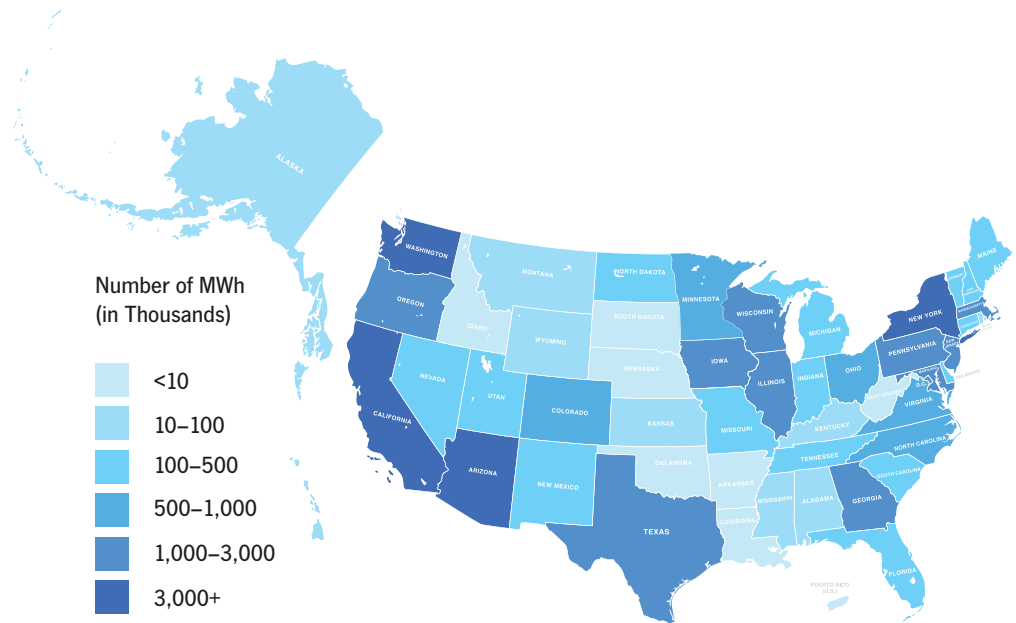 ALASKA
WASHINGTON
MONTANA
NORTH DAKOTA
MINNESOTA
MAINE
Number of MWh
(in Thousands)
OREGON
IDAHO
WYOMING
SOUTH DAKOTA
WISCONSIN
MICHIGAN
NEW YORK
NEBRASKA
IOWA
ILLINOIS
INDIANA
OHIO
PENNSYLVANIA
<10
10–100
100–500
500–1,000
1,000–3,000
3,000+
NEVADA
UTAH
COLORADO
KANSAS
MISSOURI
KENTUCKY
WEST VIRGINIA
D.C.
DELAWARE
VIRGINIA
CALIFORNIA
ARIZONA
NEW MEXICO
OKLAHOMA
ARKANSAS
TENNESSEE
NORTH CAROLINA
SOUTH CAROLINA
TEXAS
LOUISIANA
MISSISSIPPI
ALABAMA
GEORGIA
FLORIDA
PUERTO RICO
(U.S.)